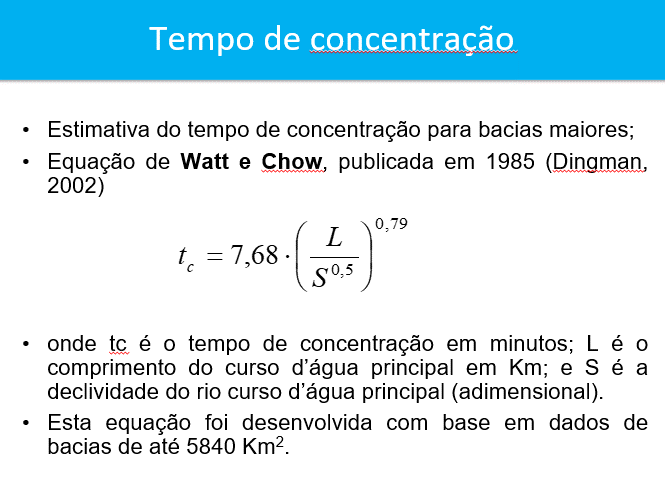 Tempo de concentração
• Estimativa do tempo de concentração para bacias maiores;
• Equação de Watt e Chow, publicada em 1985 (Dingman,
2002)
t_c = 7,68 · (L / S^0,5)^0,79
• onde tc é o tempo de concentração em minutos; L é o
comprimento do curso d’água principal em Km; e S é a
declividade do rio curso d’água principal (adimensional).
• Esta equação foi desenvolvida com base em dados de
bacias de até 5840 Km².